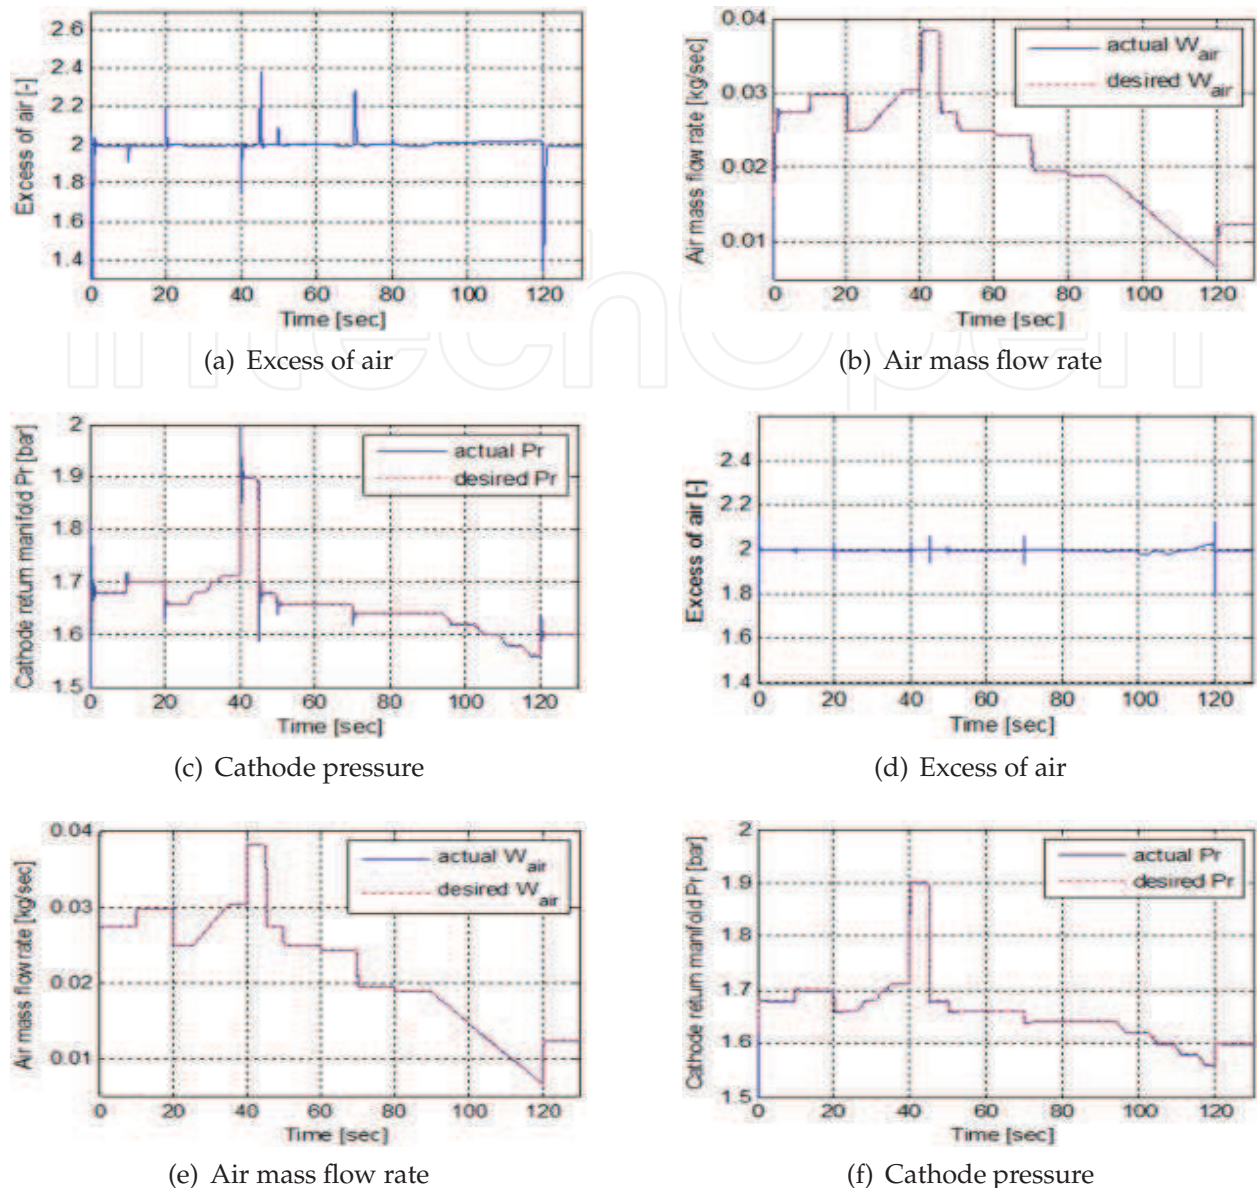 2.6
2.4
2.2
2
1.8
1.6
1.4
Excess of air [-]
0 20 40 60 80 100 120
Time [sec]
(a) Excess of air
0.04
0.03
0.02
0.01
Air mass flow rate [kg/sec]
actual W_air
desired W_air
0 20 40 60 80 100 120
Time [sec]
(b) Air mass flow rate
intechopen
2
1.9
1.8
1.7
1.6
1.5
Cathode return manifold Pr [bar]
actual Pr
desired Pr
0 20 40 60 80 100 120
Time [sec]
(c) Cathode pressure
2.4
2.2
2
1.8
1.6
1.4
Excess of air [-]
0 20 40 60 80 100 120
Time [sec]
(d) Excess of air
0.04
0.03
0.02
0.01
Air mass flow rate [kg/sec]
actual W_air
desired W_air
0 20 40 60 80 100 120
Time [sec]
(e) Air mass flow rate
2
1.9
1.8
1.7
1.6
1.5
Cathode return manifold Pr [bar]
actual Pr
desired Pr
0 20 40 60 80 100 120
Time [sec]
(f) Cathode pressure